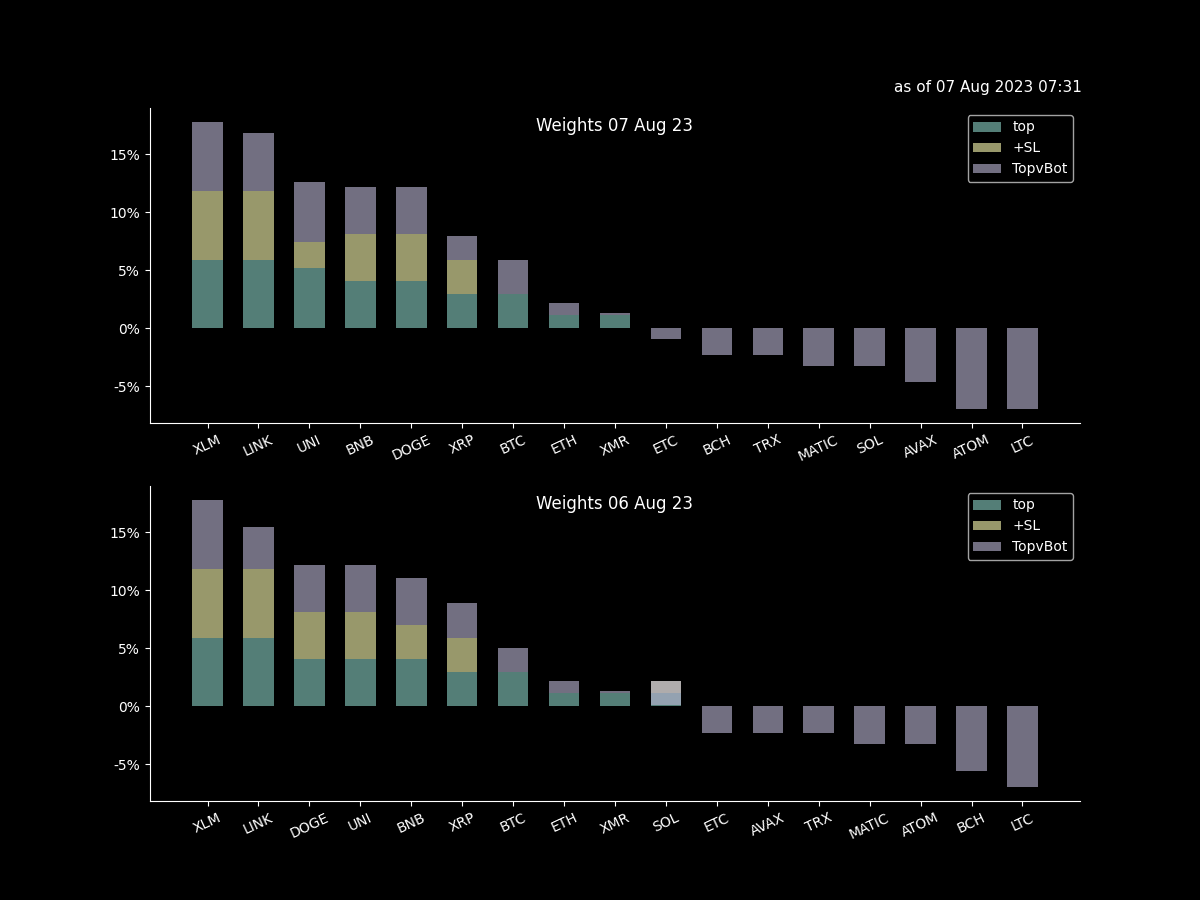 as of 07 Aug 2023 07:31
Weights 07 Aug 23
top
+SL
TopvBot
15%
10%
5%
0%
-5%
XLM LINK UNI BNB DOGE XRP BTC ETH XMR ETC BCH TRX MATIC SOL AVAX ATOM LTC
Weights 06 Aug 23
top
+SL
TopvBot
15%
10%
5%
0%
-5%
XLM LINK DOGE UNI BNB XRP BTC ETH XMR SOL ETC AVAX TRX MATIC ATOM BCH LTC